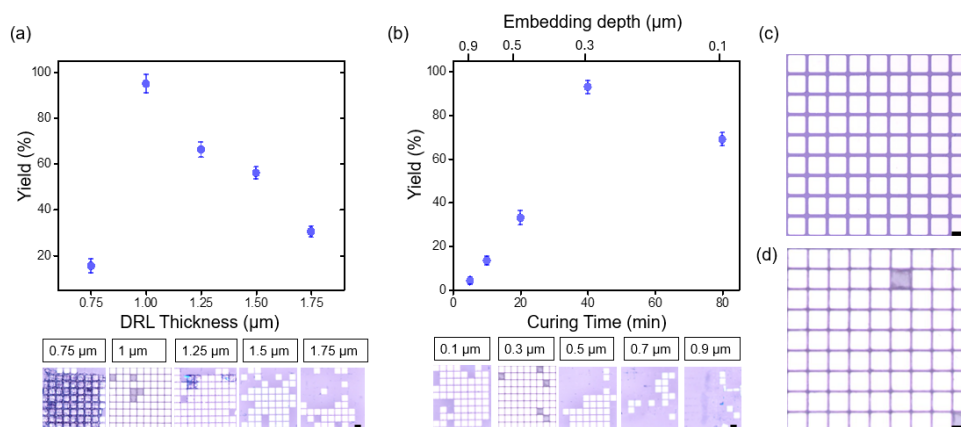 (a)
Yield (%)
100
80
60
40
20
0.75 1.00 1.25 1.50 1.75
DRL Thickness (μm)
0.75 μm 1 μm 1.25 μm 1.5 μm 1.75 μm
(b)
Embedding depth (μm)
0.9 0.5 0.3 0.1
Yield (%)
100
80
60
40
20
0
0 20 40 60 80
Curing Time (min)
0.1 μm 0.3 μm 0.5 μm 0.7 μm 0.9 μm
(c)
(d)